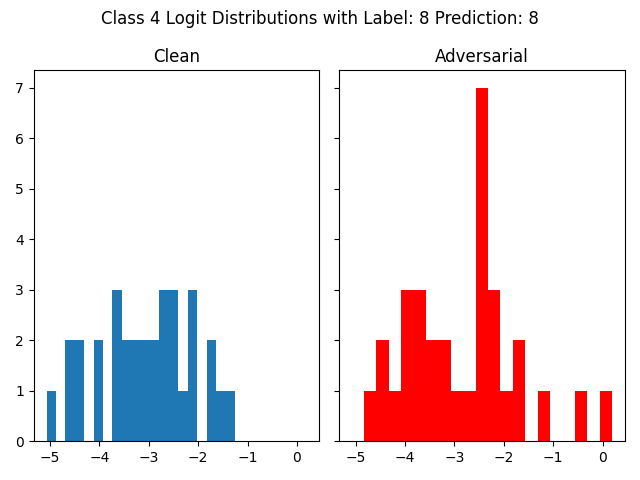 Class 4 Logit Distributions with Label: 8 Prediction: 8
Clean
Adversarial
7
6
5
4
3
2
1
0
−5 −4 −3 −2 −1 0
−5 −4 −3 −2 −1 0